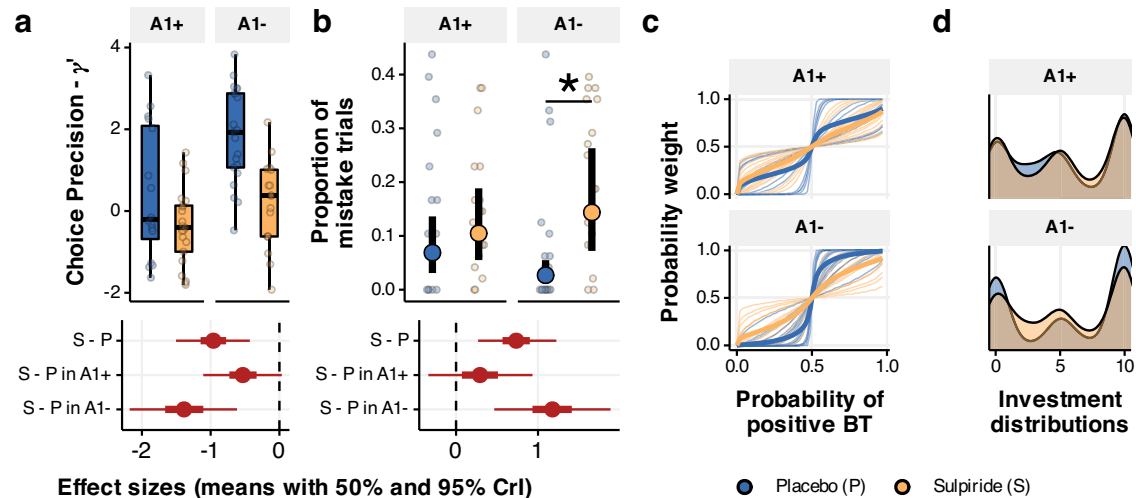 a
A1+
A1-
Choice Precision - γ'
4
2
0
-2
S - P
S - P in A1+
S - P in A1-
-2
-1
0
b
A1+
A1-
Proportion of
mistake trials
0.4
0.3
0.2
0.1
0.0
*
S - P
S - P in A1+
S - P in A1-
0
1
Effect sizes (means with 50% and 95% CrI)
c
A1+
Probability weight
1.0
0.5
0.0
A1-
1.0
0.5
0.0
0.0
0.5
1.0
Probability of
positive BT
d
A1+
A1-
0
5
10
Investment
distributions
Placebo (P)
Sulpiride (S)